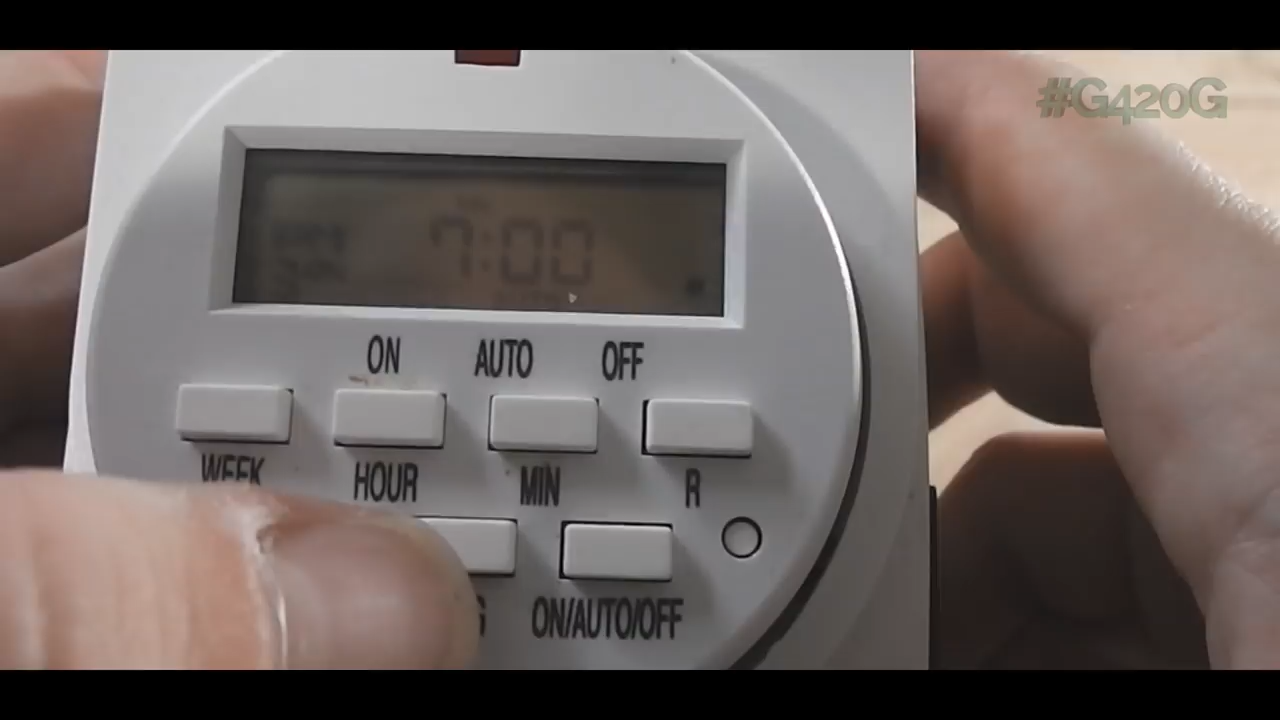 #G420G
7:00
ON AUTO OFF
WEEK HOUR MIN R
ON/AUTO/OFF